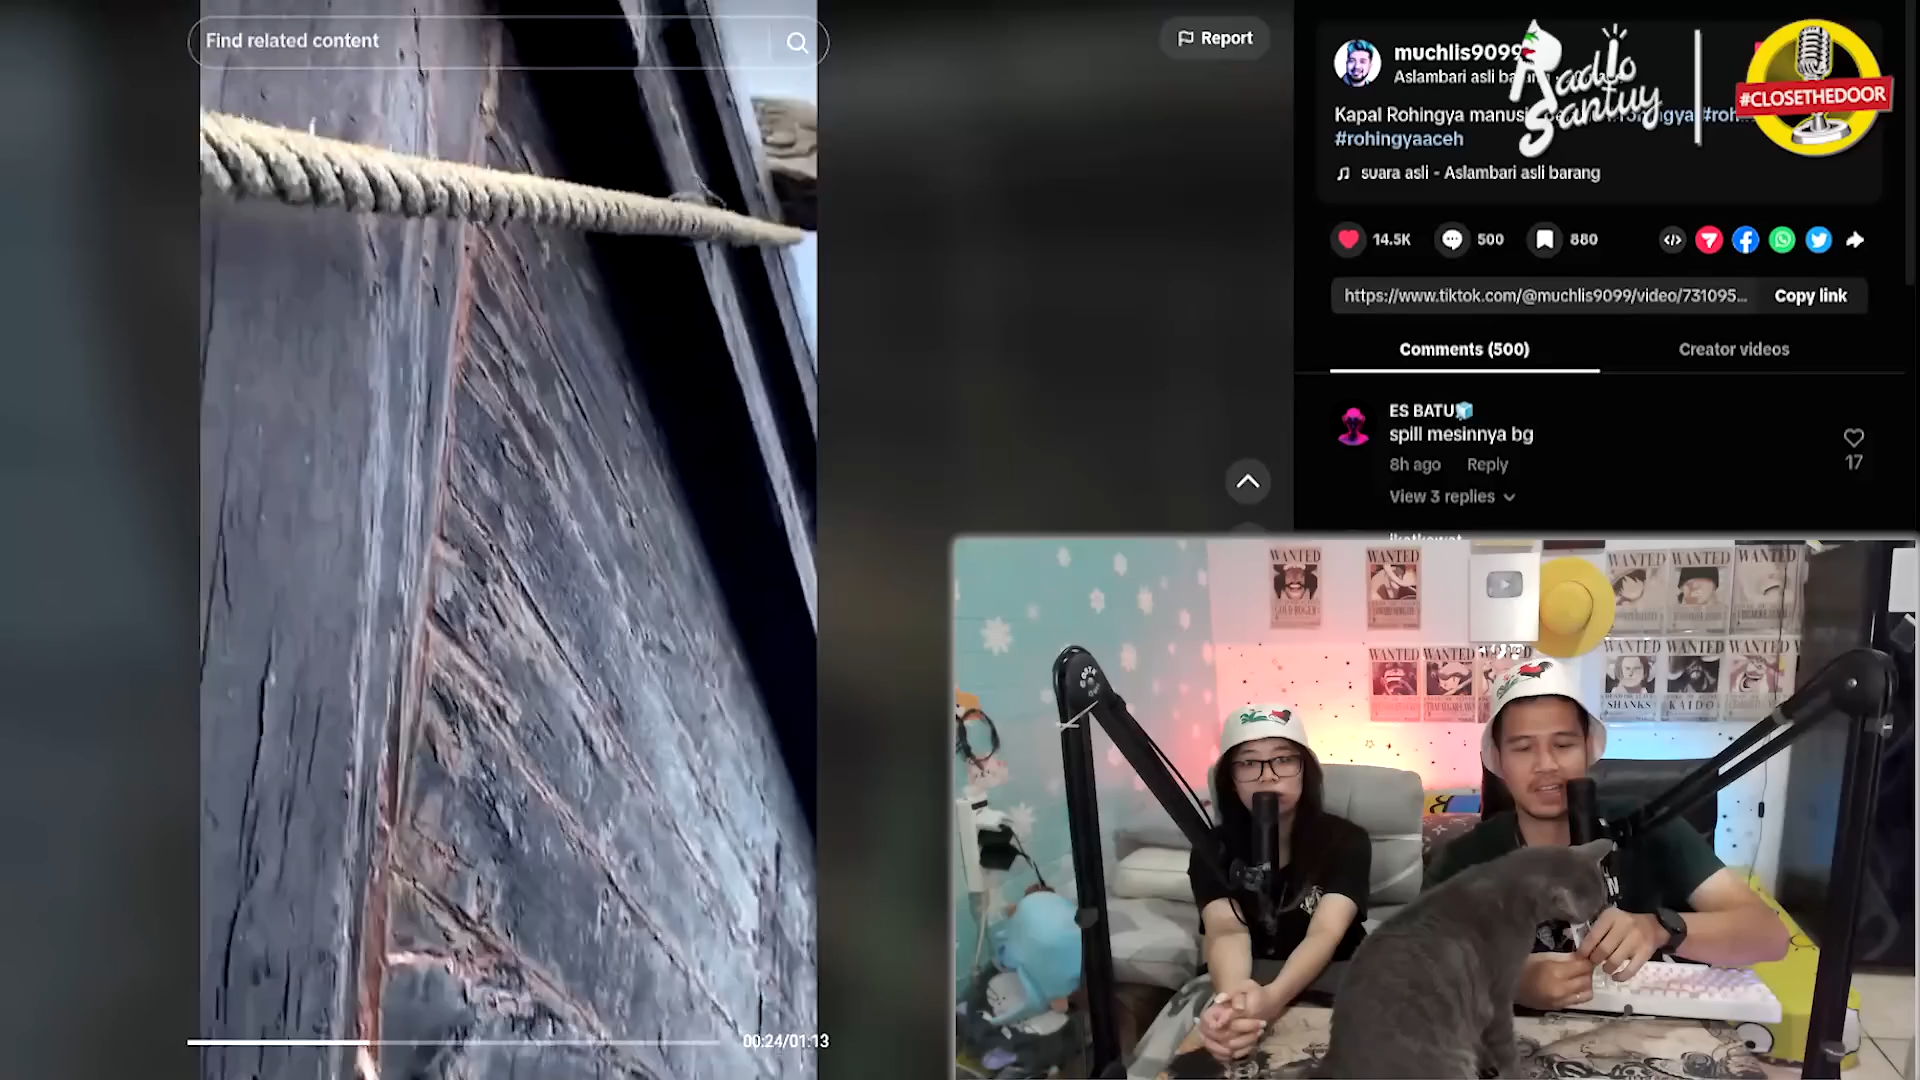 Find related content
Report
muchlis9099
Aslambari asli ba
Radio
Santuy
#CLOSETHEDOOR
Kapal Rohingya manus
#rohingyaaceh
suara asli - Aslambari asli barang
14.5K
500
880
https://www.tiktok.com/@muchlis9099/video/731095...
Copy link
Comments (500)
Creator videos
ES BATU🧊
spill mesinnya bg
8h ago Reply
17
View 3 replies
WANTED
WANTED
WANTED
WANTED
WANTED
GOLD·ROGER
WANTED
WANTED
WANTED
WANTED
WANTED
SHANKS
KAIDO
00:24/01:13